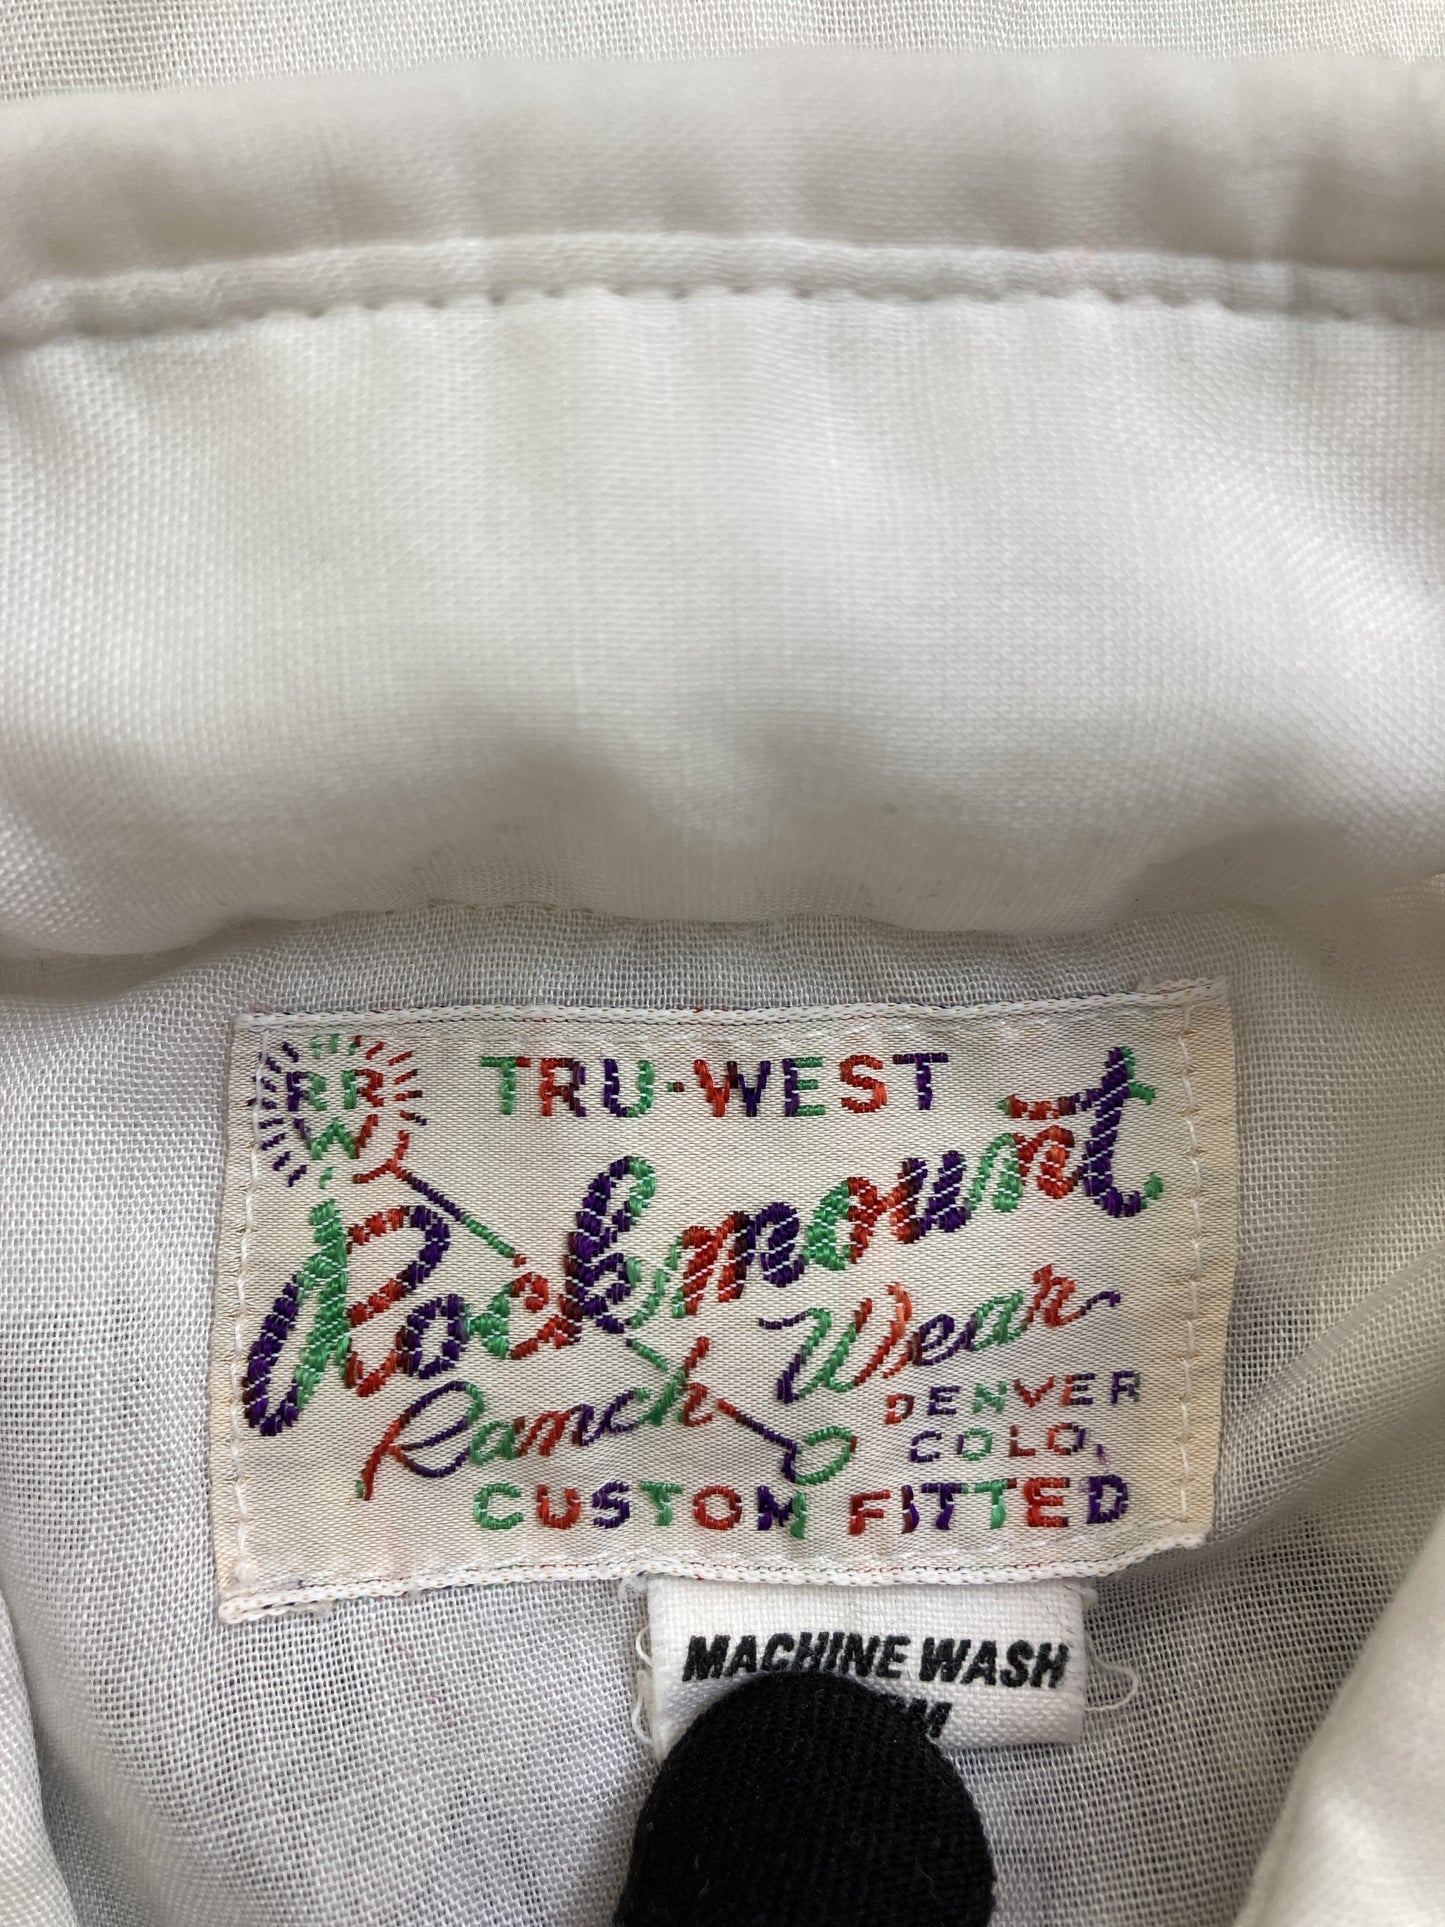 RR
W
TRU-WEST
Rockmount
Ranch Wear
DENVER
COLO.
CUSTOM FITTED
MACHINE WASH